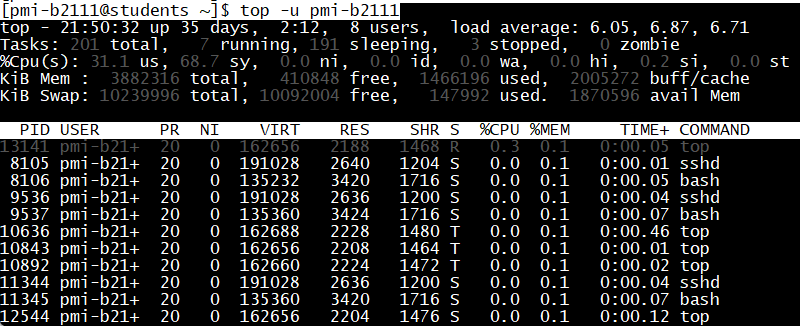 [pmi-b2111@students ~]$ top -u pmi-b2111
top - 21:50:32 up 35 days,  2:12,  8 users,  load average: 6.05, 6.87, 6.71
Tasks: 201 total,   7 running, 191 sleeping,   3 stopped,   0 zombie
%Cpu(s): 31.1 us, 68.7 sy,  0.0 ni,  0.0 id,  0.0 wa,  0.0 hi,  0.2 si,  0.0 st
KiB Mem :  3882316 total,   410848 free,  1466196 used,  2005272 buff/cache
KiB Swap: 10239996 total, 10092004 free,   147992 used.  1870596 avail Mem
PID USER PR NI VIRT RES SHR S %CPU %MEM TIME+ COMMAND
13141 pmi-b21+ 20 0 162656 2188 1468 R 0.3 0.1 0:00.05 top
8105 pmi-b21+ 20 0 191028 2640 1204 S 0.0 0.1 0:00.01 sshd
8106 pmi-b21+ 20 0 135232 3420 1716 S 0.0 0.1 0:00.05 bash
9536 pmi-b21+ 20 0 191028 2636 1200 S 0.0 0.1 0:00.04 sshd
9537 pmi-b21+ 20 0 135360 3424 1716 S 0.0 0.1 0:00.07 bash
10636 pmi-b21+ 20 0 162688 2228 1480 T 0.0 0.1 0:00.46 top
10843 pmi-b21+ 20 0 162656 2208 1464 T 0.0 0.1 0:00.01 top
10892 pmi-b21+ 20 0 162660 2224 1472 T 0.0 0.1 0:00.02 top
11344 pmi-b21+ 20 0 191028 2636 1200 S 0.0 0.1 0:00.04 sshd
11345 pmi-b21+ 20 0 135360 3420 1716 S 0.0 0.1 0:00.07 bash
12544 pmi-b21+ 20 0 162656 2204 1476 S 0.0 0.1 0:00.12 top